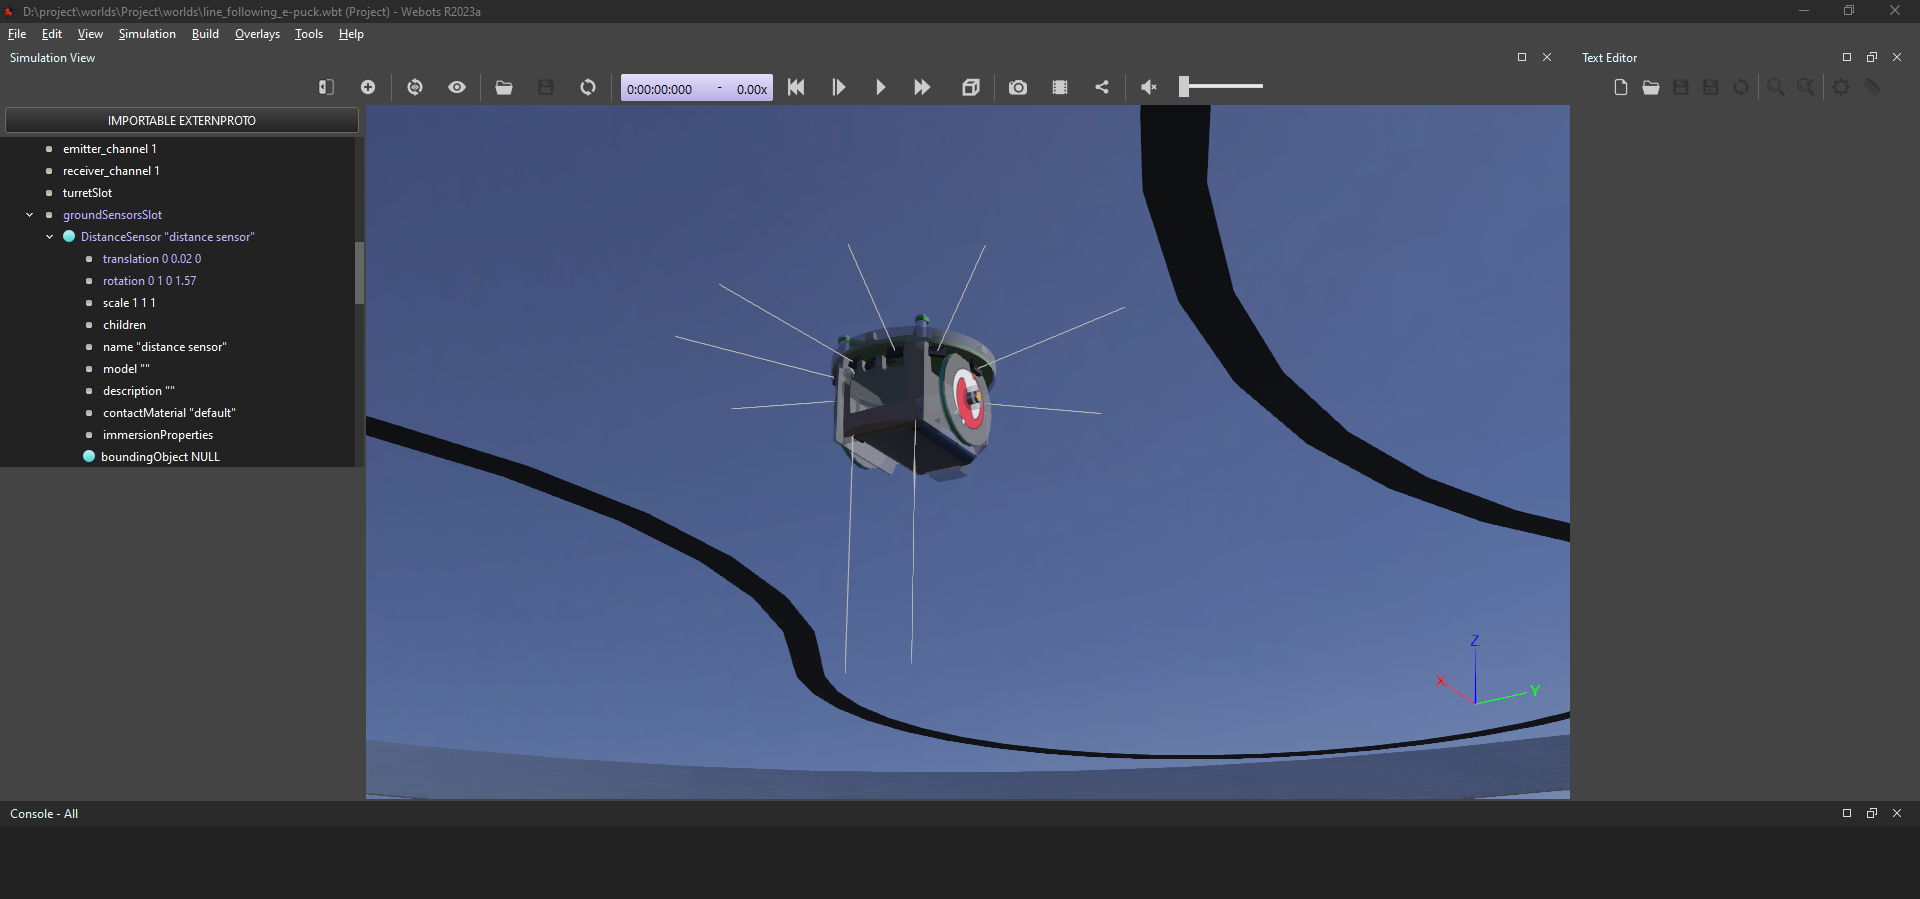 D:\project\worlds\Project\worlds\line_following_e-puck.wbt (Project) - Webots R2023a
File Edit View Simulation Build Overlays Tools Help
Simulation View
Text Editor
0:00:00:000 - 0.00x
IMPORTABLE EXTERNPROTO
emitter_channel 1
receiver_channel 1
turretSlot
groundSensorsSlot
DistanceSensor "distance sensor"
translation 0 0.02 0
rotation 0 1 0 1.57
scale 1 1 1
children
name "distance sensor"
model ""
description ""
contactMaterial "default"
immersionProperties
boundingObject NULL
Z
X
Y
Console - All